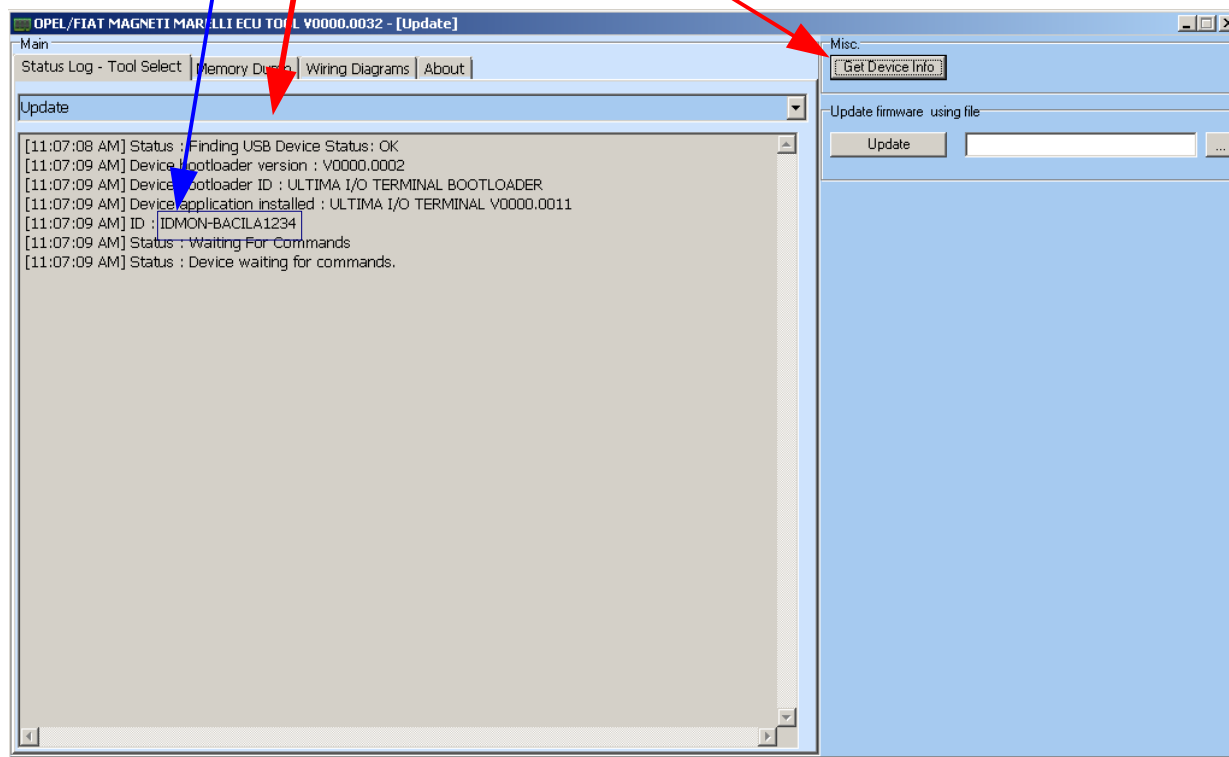 OPEL/FIAT MAGNETI MARELLI ECU TOOL V0000.0032 - [Update]
Main
Status Log - Tool Select Memory Dump Wiring Diagrams About
Update
[11:07:08 AM] Status : Finding USB Device Status: OK
[11:07:09 AM] Device bootloader version : V0000.0002
[11:07:09 AM] Device bootloader ID : ULTIMA I/O TERMINAL BOOTLOADER
[11:07:09 AM] Device application installed : ULTIMA I/O TERMINAL V0000.0011
[11:07:09 AM] ID : IDMON-BACILA1234
[11:07:09 AM] Status : Waiting For Commands
[11:07:09 AM] Status : Device waiting for commands.
Misc.
Get Device Info
Update firmware using file
Update ...